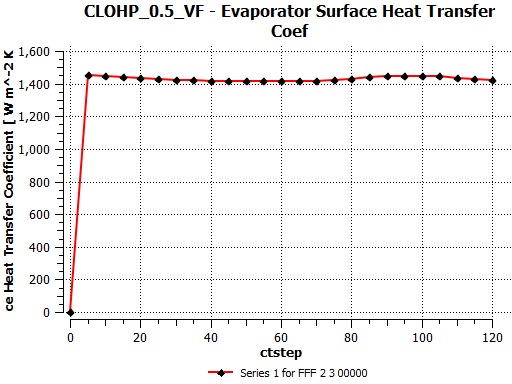 CLOHP_0.5_VF - Evaporator Surface Heat Transfer
Coef
ce Heat Transfer Coefficient [ W m^-2 K
1,600
1,400
1,200
1,000
800
600
400
200
0
0 20 40 60 80 100 120
ctstep
Series 1 for FFF 2 3 00000